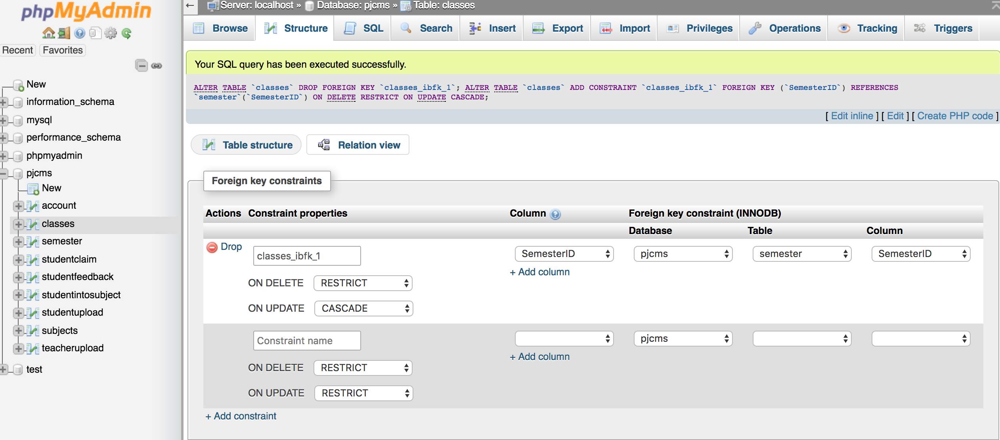 phpMyAdmin
Recent Favorites
New
information_schema
mysql
performance_schema
phpmyadmin
pjcms
New
account
classes
semester
studentclaim
studentfeedback
studentintosubject
studentupload
subjects
teacherupload
test
Server: localhost » Database: pjcms » Table: classes
Browse Structure SQL Search Insert Export Import Privileges Operations Tracking Triggers
Your SQL query has been executed successfully.
ALTER TABLE `classes` DROP FOREIGN KEY `classes_ibfk_1`; ALTER TABLE `classes` ADD CONSTRAINT `classes_ibfk_1` FOREIGN KEY (`SemesterID`) REFERENCES
`semester`(`SemesterID`) ON DELETE RESTRICT ON UPDATE CASCADE;
[ Edit inline ] [ Edit ] [ Create PHP code ]
Table structure Relation view
Foreign key constraints
Actions Constraint properties Column Foreign key constraint (INNODB)
Database Table Column
Drop classes_ibfk_1 SemesterID pjcms semester SemesterID
+ Add column
ON DELETE RESTRICT
ON UPDATE CASCADE
Constraint name pjcms
+ Add column
ON DELETE RESTRICT
ON UPDATE RESTRICT
+ Add constraint